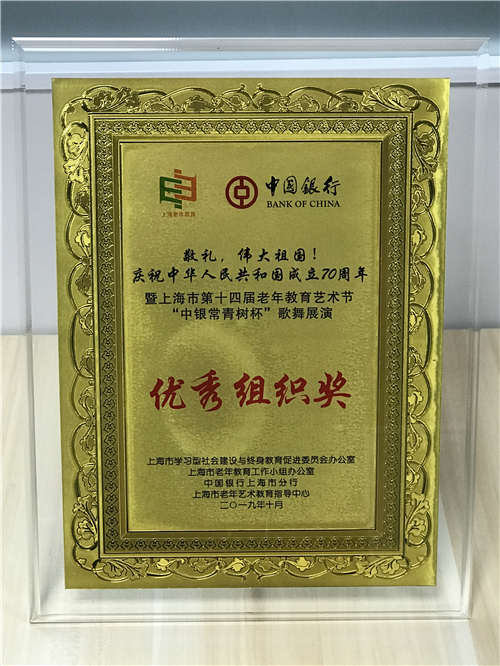 上海老年教育
中国銀行
BANK OF CHINA
敬礼，伟大祖国！
庆祝中华人民共和国成立70周年
暨上海市第十四届老年教育艺术节
“中银常青树杯”歌舞展演
优秀组织奖
上海市学习型社会建设与终身教育促进委员会办公室
上海市老年教育工作小组办公室
中国银行上海市分行
上海市老年艺术教育指导中心
二〇一九年十月